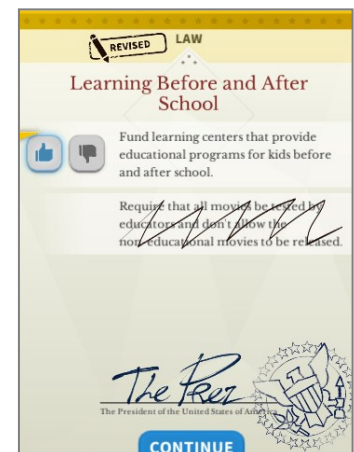 REVISED LAW
Learning Before and After
School
Fund learning centers that provide
educational programs for kids before
and after school.
Require that all movies be tested by
educators and don't allow the
non-educational movies to be released.
The Prez
The President of the United States of America
CONTINUE